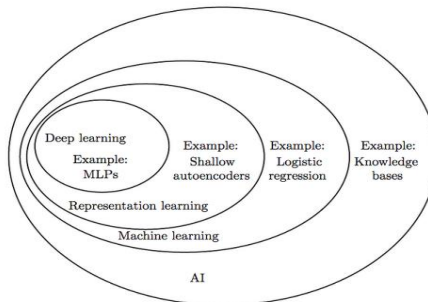 Deep learning
Example:
MLPs
Example:
Shallow
autoencoders
Example:
Logistic
regression
Example:
Knowledge
bases
Representation learning
Machine learning
AI